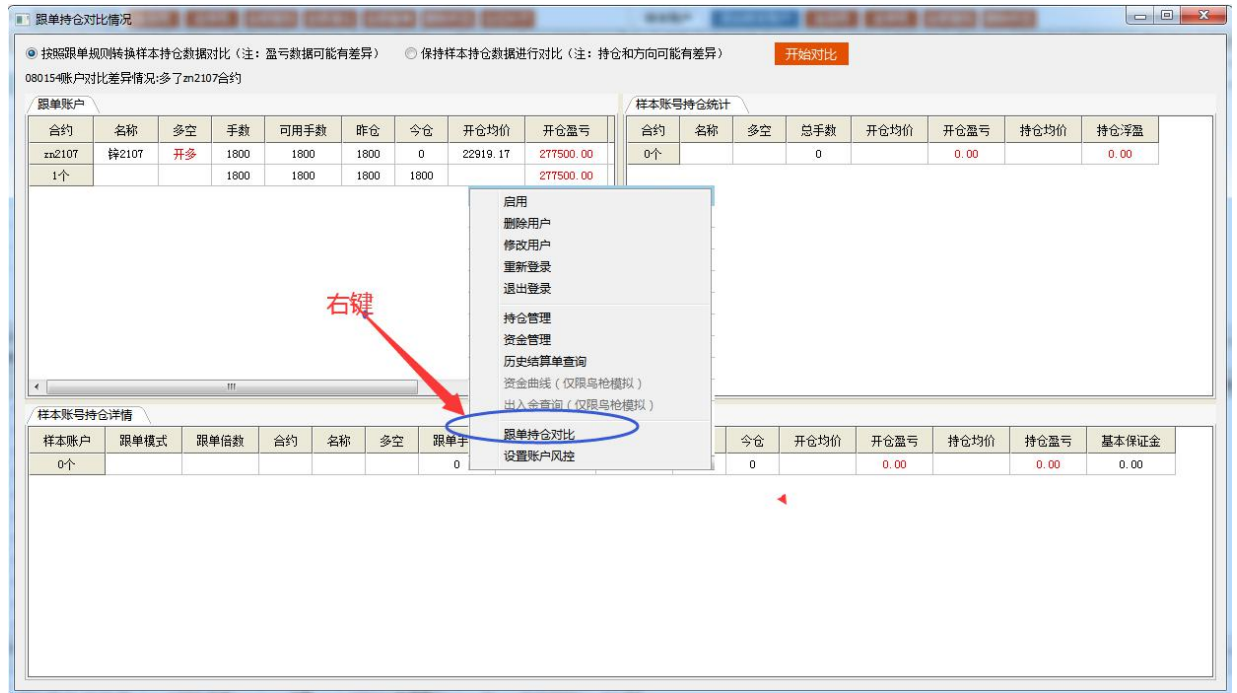 跟单持仓对比情况
按照跟单规则转换样本持仓数据对比（注：盈亏数据可能有差异） 保持样本持仓数据进行对比（注：持仓和方向可能有差异） 开始对比
080154账户对比差异情况:多了zn2107合约
跟单账户 样本账号持仓统计
合约 名称 多空 手数 可用手数 昨仓 今仓 开仓均价 开仓盈亏 合约 名称 多空 总手数 开仓均价 开仓盈亏 持仓均价 持仓浮盈
zn2107 锌2107 开多 1800 1800 1800 0 22919.17 277500.00 0个 0 0.00 0.00
1个 1800 1800 1800 1800 277500.00
启用
删除用户
修改用户
重新登录
退出登录
右键
持仓管理
资金管理
历史结算单查询
资金曲线（仅限鸟枪模拟）
出入金查询（仅限鸟枪模拟）
跟单持仓对比
设置账户风控
样本账号持仓详情
样本账户 跟单模式 跟单倍数 合约 名称 多空 跟单手 今仓 开仓均价 开仓盈亏 持仓均价 持仓盈亏 基本保证金
0个 0 0 0.00 0.00 0.00